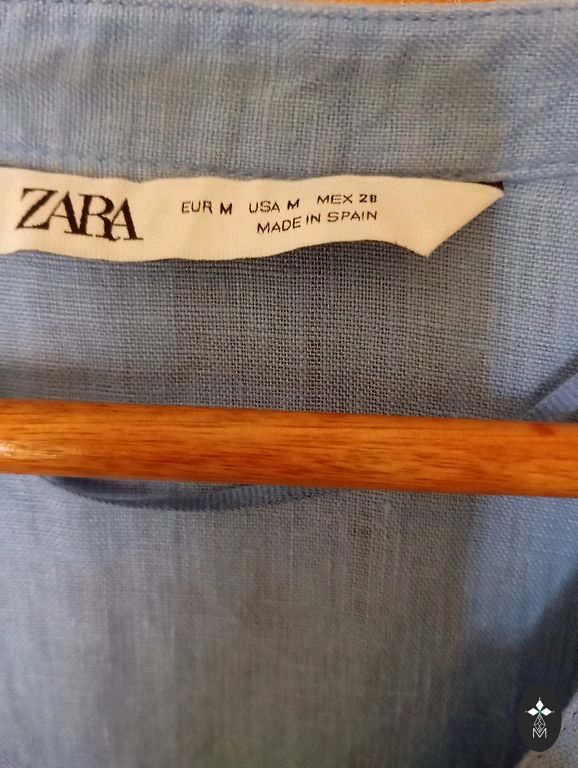 ZARA
EUR M USA M MEX 28
MADE IN SPAIN
M